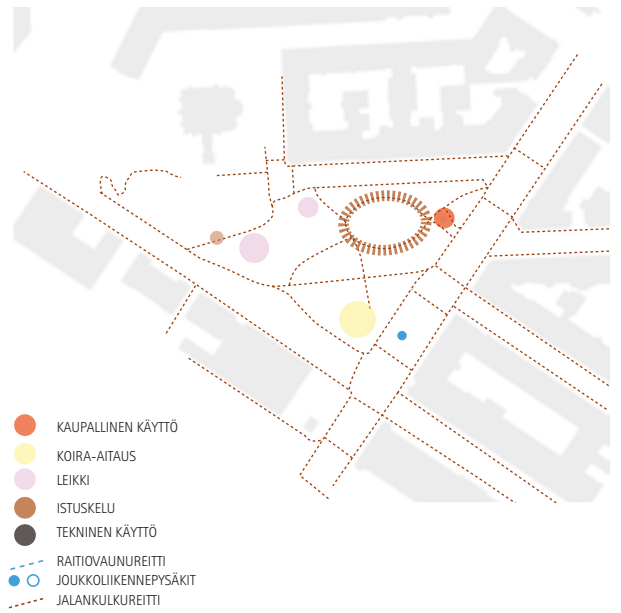 KAUPALLINEN KÄYTTÖ
KOIRA-AITAUS
LEIKKI
ISTUSKELU
TEKNINEN KÄYTTÖ
RAITIOVAUNUREITTI
JOUKKOLIIKENNEPYSÄKIT
JALANKULKUREITTI